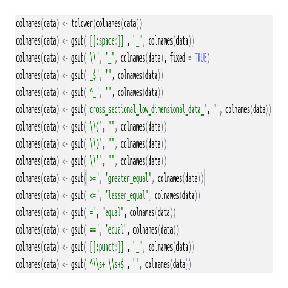 colnames(data) <- tolower(colnames(data))
colnames(data) <- gsub("[[:space:]]", "_", colnames(data))
colnames(data) <- gsub("\\", "_", colnames(data), fixed = TRUE)
colnames(data) <- gsub("_$", "", colnames(data))
colnames(data) <- gsub("^_", "", colnames(data))
colnames(data) <- gsub("cross_sectional_low_dimensional_data_", "", colnames(data))
colnames(data) <- gsub("\\(", "", colnames(data))
colnames(data) <- gsub("\\)", "", colnames(data))
colnames(data) <- gsub( "", colnames(data))
colnames(data) <- gsub(">=", "greater_equal", colnames(data))
colnames(data) <- gsub("<=", "lesser_equal", colnames(data))
colnames(data) <- gsub("=", "equal", colnames(data))
colnames(data) <- gsub("==", "equal", colnames(data))
colnames(data) <- gsub("[[:punct:]]", "_", colnames(data))
colnames(data) <- gsub("^\\s+|\\s+$", "", colnames(data))